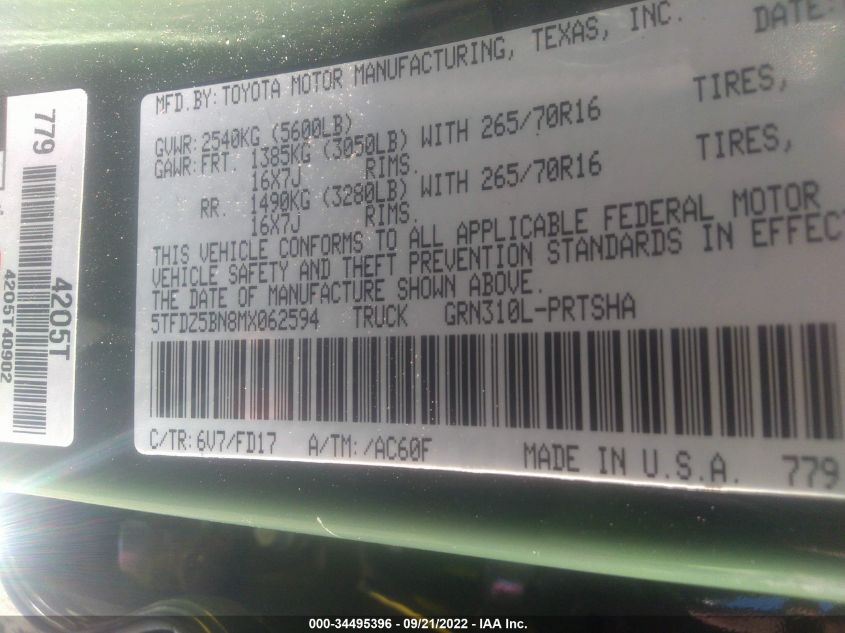 MFD.BY: TOYOTA MOTOR MANUFACTURING, TEXAS, INC. DATE:
GVWR: 2540KG (5600LB)
GAWR: FRT. 1385KG (3050LB) WITH 265/70R16 TIRES,
16X7J RIMS.
RR. 1490KG (3280LB) WITH 265/70R16 TIRES,
16X7J RIMS.
THIS VEHICLE CONFORMS TO ALL APPLICABLE FEDERAL MOTOR
VEHICLE SAFETY AND THEFT PREVENTION STANDARDS IN EFFECT
THE DATE OF MANUFACTURE SHOWN ABOVE.
5TFDZ5BN8MX062594 TRUCK GRN310L-PRTSHA
C/TR: 6V7/FD17 A/TM: /AC60F MADE IN U.S.A. 779
779
4205T
4205T40902
000-34495396 - 09/21/2022 - IAA Inc.